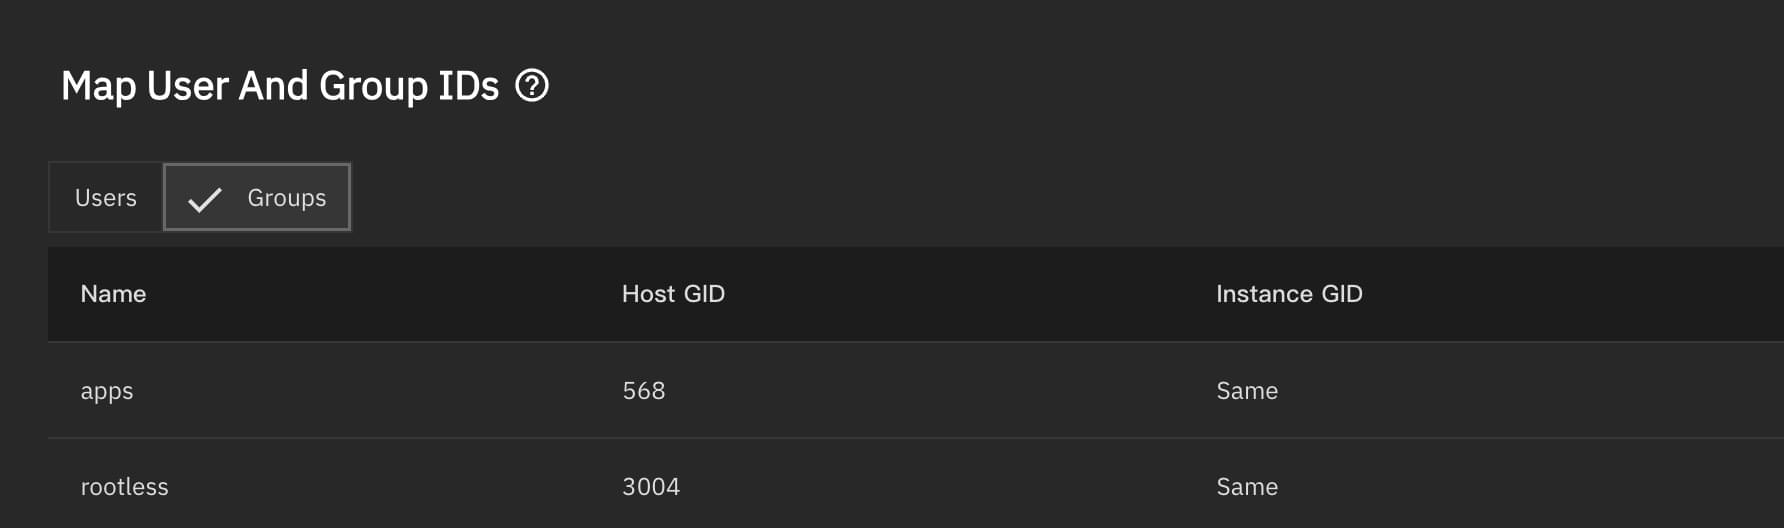 Map User And Group IDs
Users Groups
Name Host GID Instance GID
apps 568 Same
rootless 3004 Same